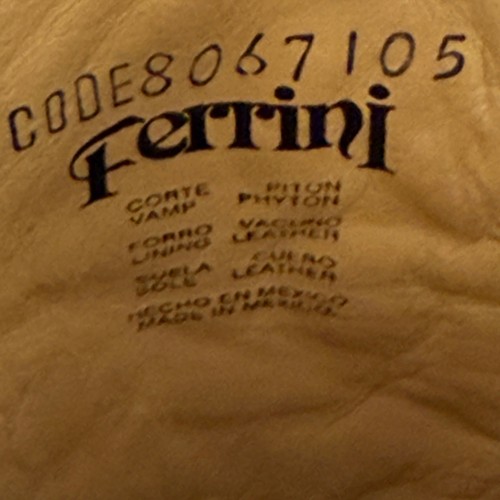 CODE8067105
Ferrini
CORTE PITON
VAMP PHYTON
FORRO VACUNO
LINING LEATHER
SUELA CUERO
SOLE LEATHER
HECHO EN MEXICO
MADE IN MEXICO.